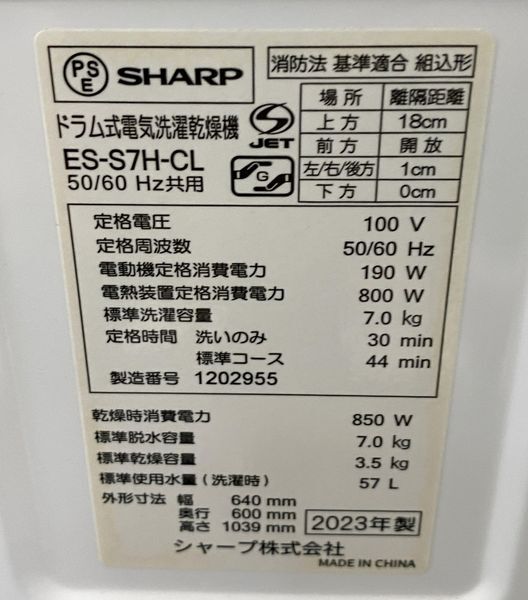 PSE SHARP
消防法 基準適合 組込形
ドラム式電気洗濯乾燥機
ES-S7H-CL
50/60 Hz共用
JET
G
場所 離隔距離
上方 18cm
前方 開放
左/右/後方 1cm
下方 0cm
定格電圧 100 V
定格周波数 50/60 Hz
電動機定格消費電力 190 W
電熱装置定格消費電力 800 W
標準洗濯容量 7.0 kg
定格時間 洗いのみ 30 min
標準コース 44 min
製造番号 1202955
乾燥時消費電力 850 W
標準脱水容量 7.0 kg
標準乾燥容量 3.5 kg
標準使用水量(洗濯時) 57 L
外形寸法 幅 640 mm
奥行 600 mm
高さ 1039 mm
2023年製
シャープ株式会社
MADE IN CHINA